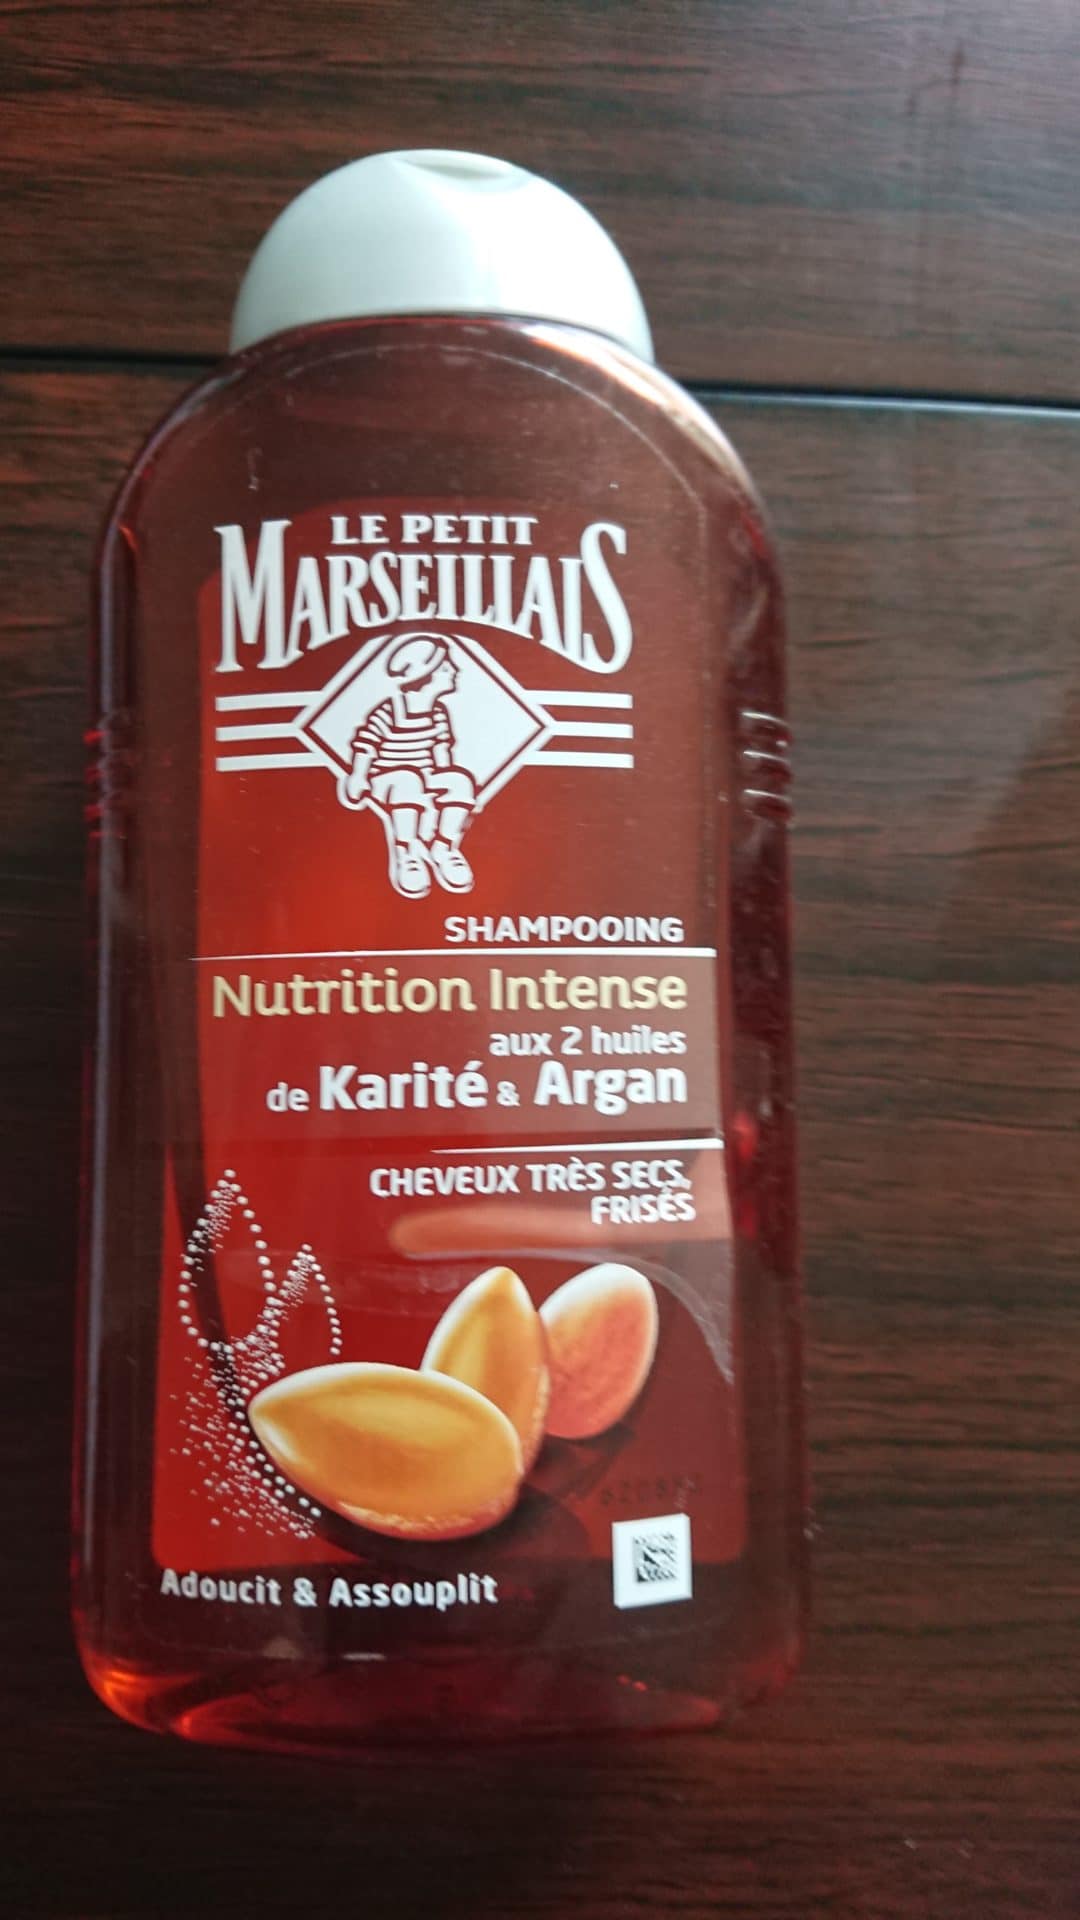 LE PETIT
MARSEILLAIS
SHAMPOOING
Nutrition Intense
aux 2 huiles
de Karité & Argan
CHEVEUX TRÈS SECS,
FRISÉS
Adoucit & Assouplit